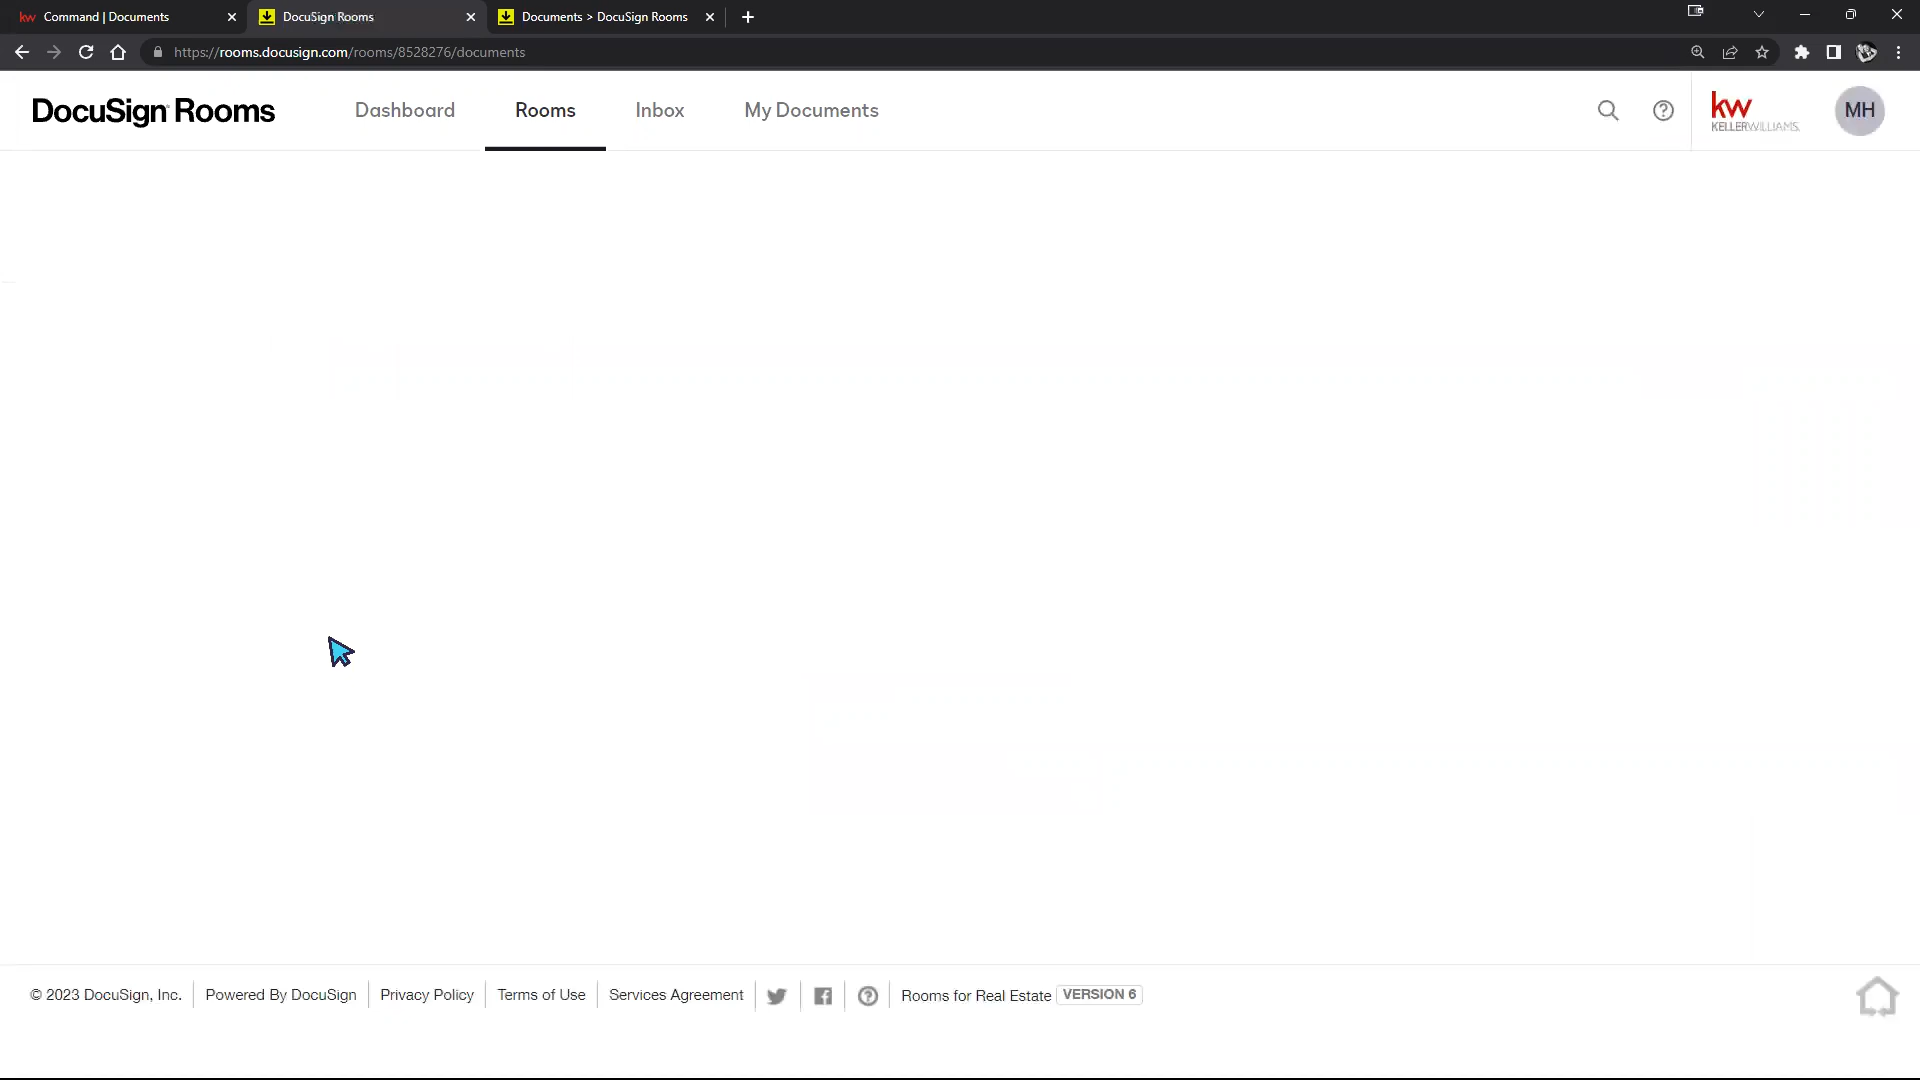 kw Command | Documents
DocuSign Rooms
Documents > DocuSign Rooms
https://rooms.docusign.com/rooms/8528276/documents
DocuSign Rooms
Dashboard
Rooms
Inbox
My Documents
kw
KELLERWILLIAMS.
MH
© 2023 DocuSign, Inc.
Powered By DocuSign
Privacy Policy
Terms of Use
Services Agreement
Rooms for Real Estate VERSION 6